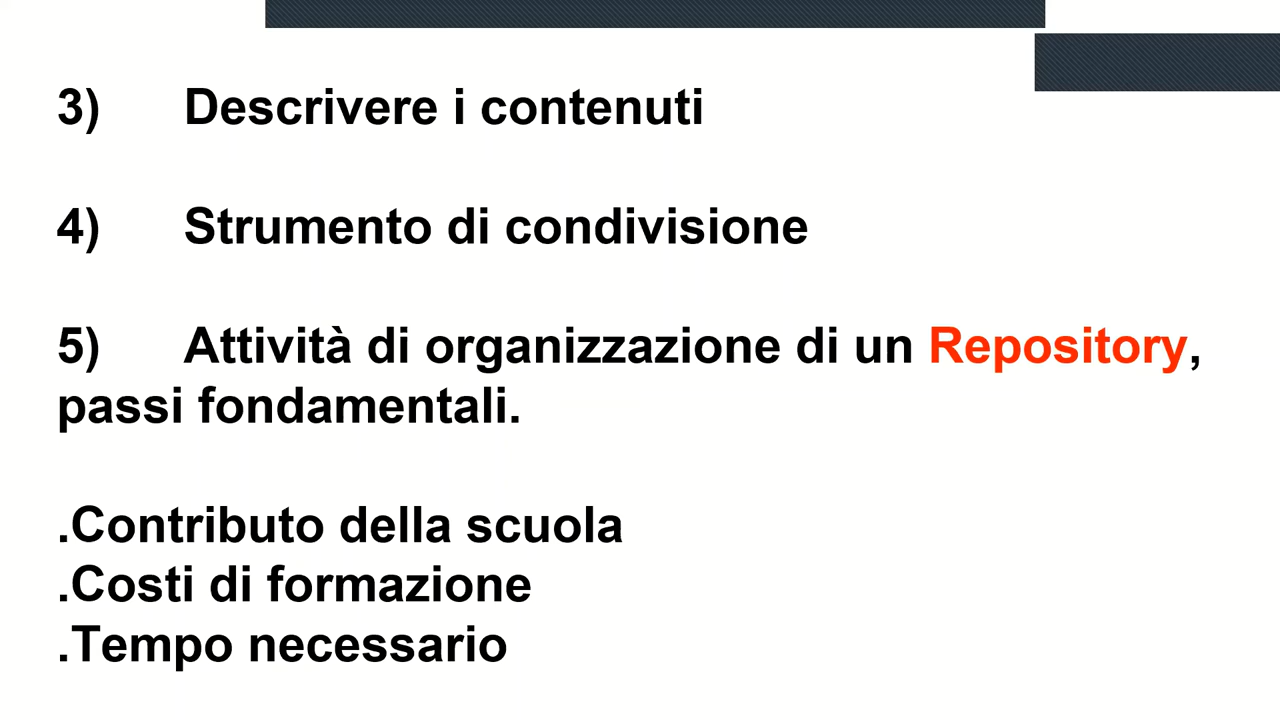 3) Descrivere i contenuti
4) Strumento di condivisione
5) Attività di organizzazione di un Repository,
passi fondamentali.
.Contributo della scuola
.Costi di formazione
.Tempo necessario